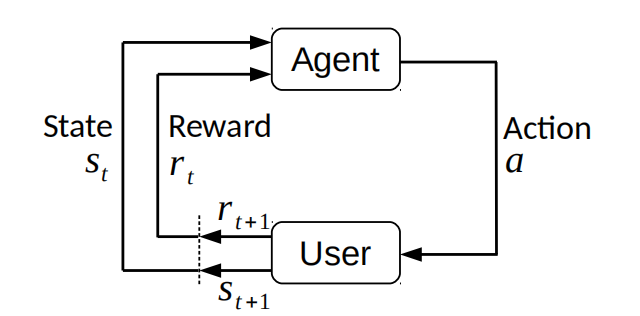 Agent
State
s_t
Reward
r_t
Action
a
r_{t+1}
User
s_{t+1}